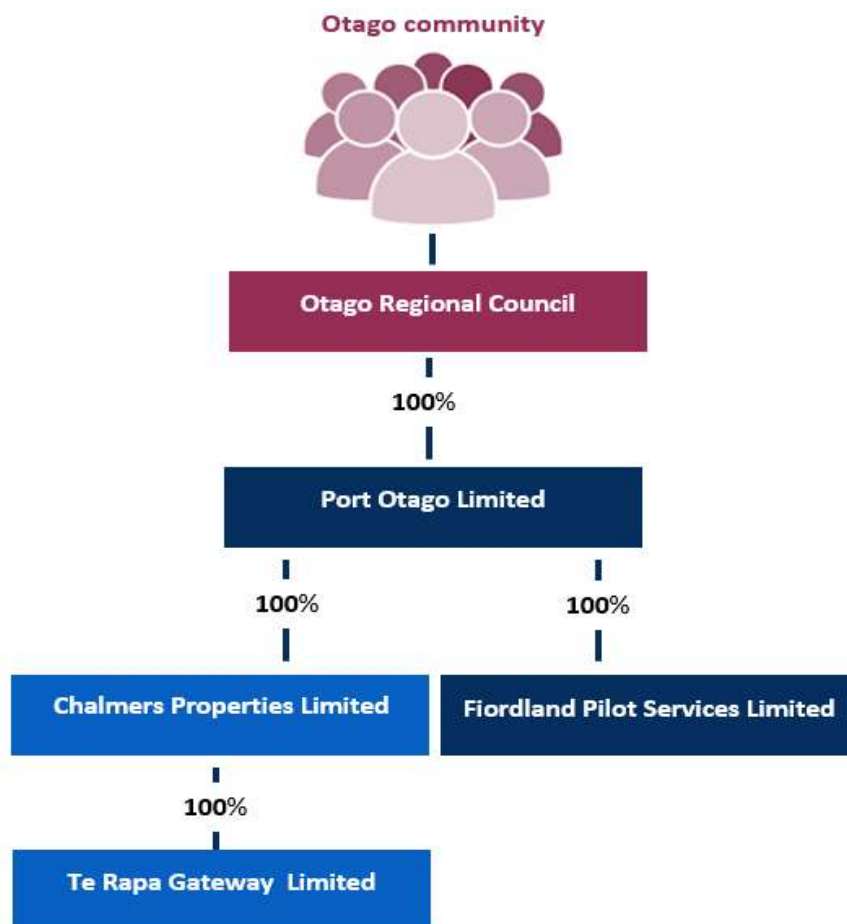 Otago community
Otago Regional Council
100%
Port Otago Limited
100%
100%
Chalmers Properties Limited
Fiordland Pilot Services Limited
100%
Te Rapa Gateway Limited